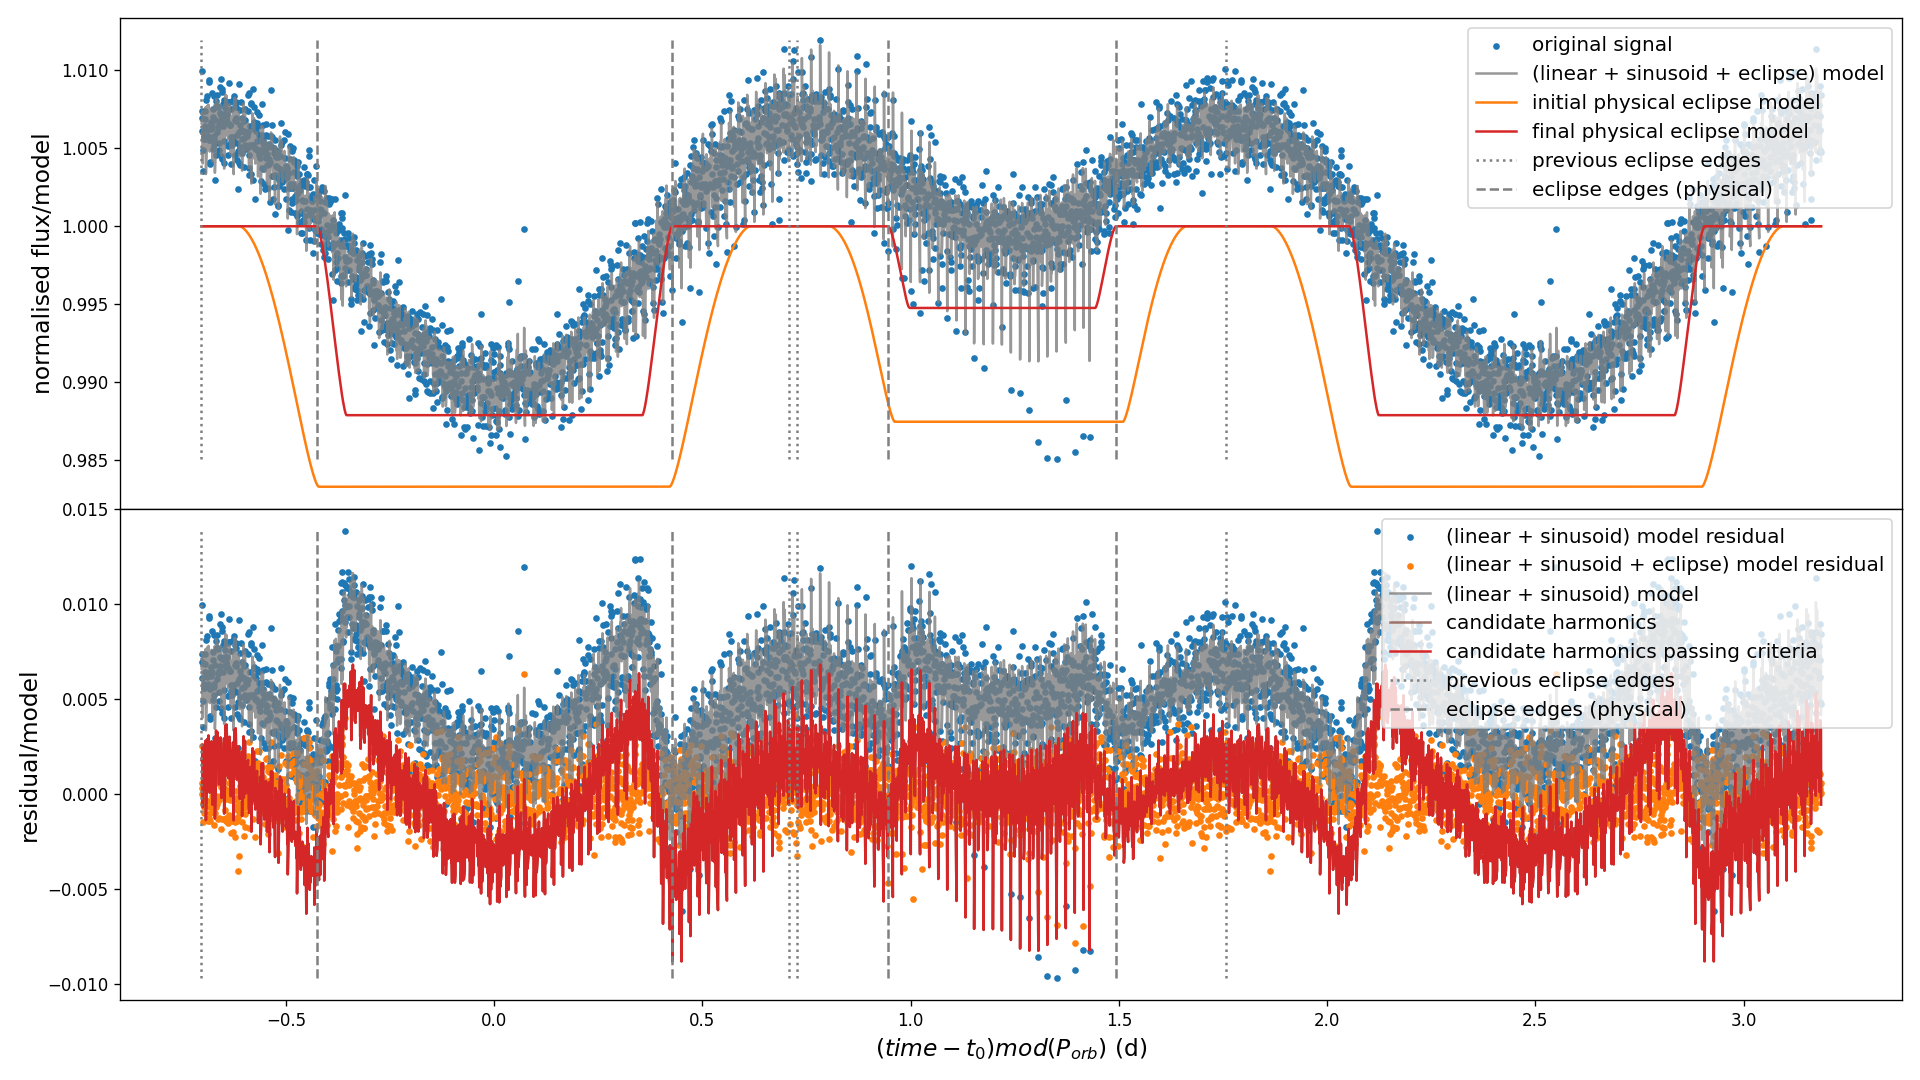 normalised flux/model
1.010
1.005
1.000
0.995
0.990
0.985
original signal
(linear + sinusoid + eclipse) model
initial physical eclipse model
final physical eclipse model
previous eclipse edges
eclipse edges (physical)
residual/model
0.015
0.010
0.005
0.000
−0.005
−0.010
(linear + sinusoid) model residual
(linear + sinusoid + eclipse) model residual
(linear + sinusoid) model
candidate harmonics
candidate harmonics passing criteria
previous eclipse edges
eclipse edges (physical)
−0.5 0.0 0.5 1.0 1.5 2.0 2.5 3.0
(time − t₀)mod(Pₒᵣb) (d)